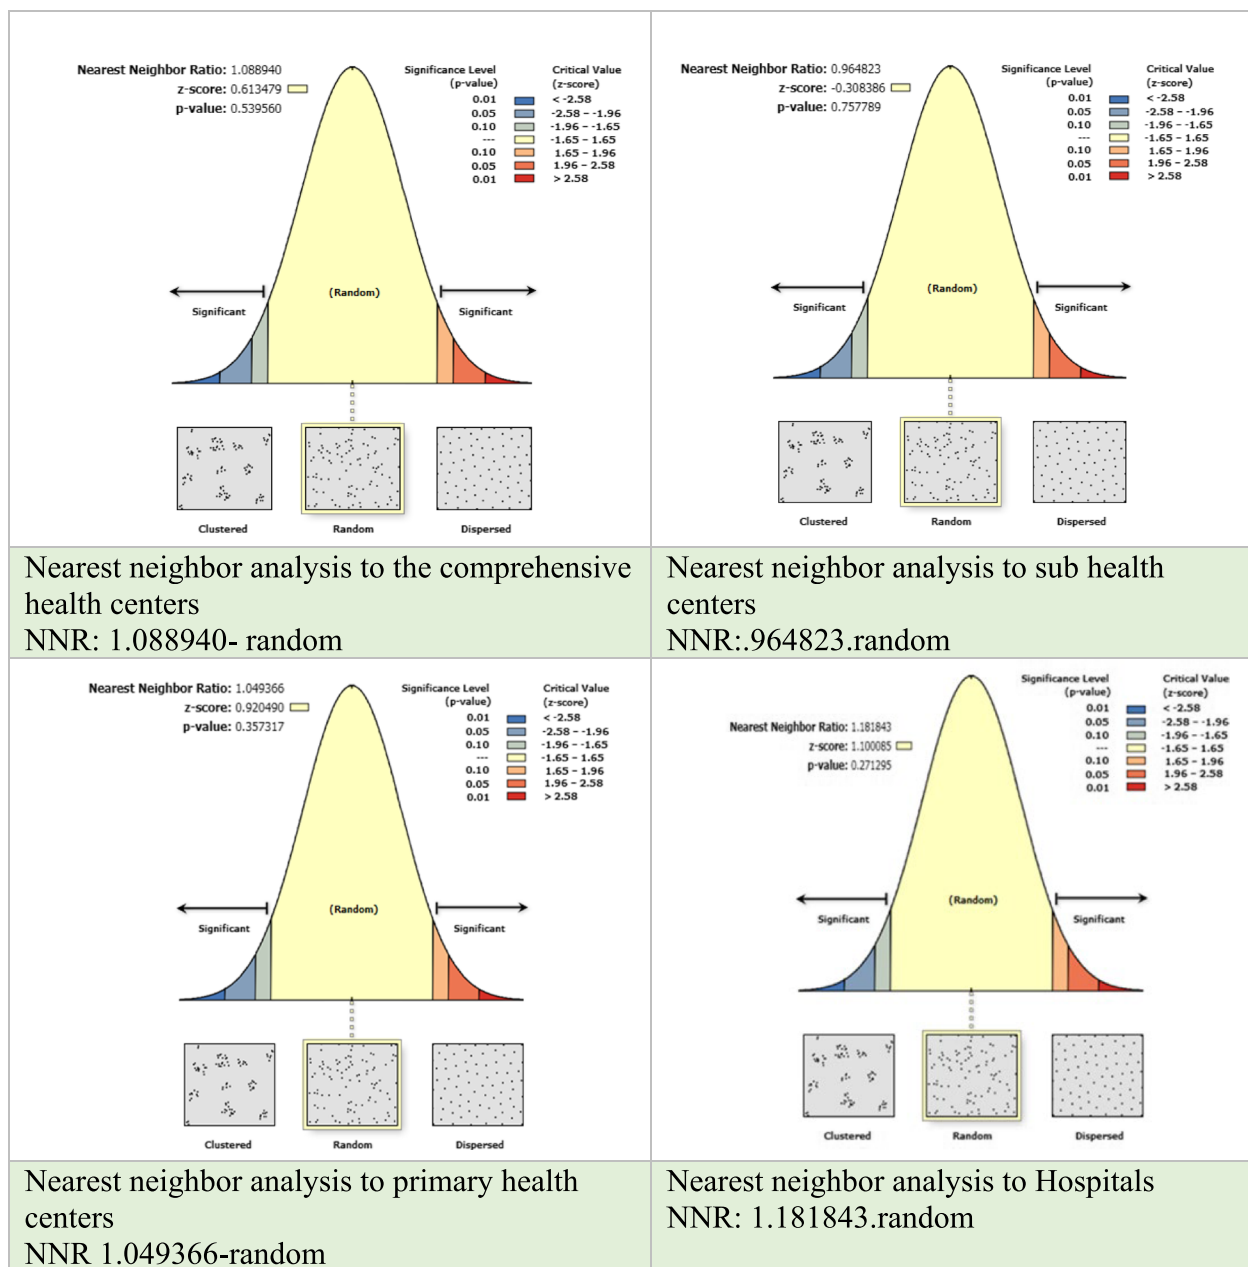 Nearest Neighbor Ratio: 1.088940
z-score: 0.613479
p-value: 0.539560
Significance Level Critical Value
(p-value) (z-score)
0.01 < -2.58
0.05 -2.58 – -1.96
0.10 -1.96 – -1.65
--- -1.65 – 1.65
0.10 1.65 – 1.96
0.05 1.96 – 2.58
0.01 > 2.58
(Random)
Significant Significant
Clustered Random Dispersed
Nearest neighbor analysis to the comprehensive
health centers
NNR: 1.088940- random
Nearest Neighbor Ratio: 0.964823
z-score: -0.308386
p-value: 0.757789
Significance Level Critical Value
(p-value) (z-score)
0.01 < -2.58
0.05 -2.58 – -1.96
0.10 -1.96 – -1.65
--- -1.65 – 1.65
0.10 1.65 – 1.96
0.05 1.96 – 2.58
0.01 > 2.58
(Random)
Significant Significant
Clustered Random Dispersed
Nearest neighbor analysis to sub health
centers
NNR:.964823.random
Nearest Neighbor Ratio: 1.049366
z-score: 0.920490
p-value: 0.357317
Significance Level Critical Value
(p-value) (z-score)
0.01 < -2.58
0.05 -2.58 – -1.96
0.10 -1.96 – -1.65
--- -1.65 – 1.65
0.10 1.65 – 1.96
0.05 1.96 – 2.58
0.01 > 2.58
(Random)
Significant Significant
Clustered Random Dispersed
Nearest neighbor analysis to primary health
centers
NNR 1.049366-random
Nearest Neighbor Ratio: 1.181843
z-score: 1.100085
p-value: 0.271295
Significance Level Critical Value
(p-value) (z-score)
0.01 < -2.58
0.05 -2.58 – -1.96
0.10 -1.96 – -1.65
--- -1.65 – 1.65
0.10 1.65 – 1.96
0.05 1.96 – 2.58
0.01 > 2.58
(Random)
Significant Significant
Clustered Random Dispersed
Nearest neighbor analysis to Hospitals
NNR: 1.181843.random